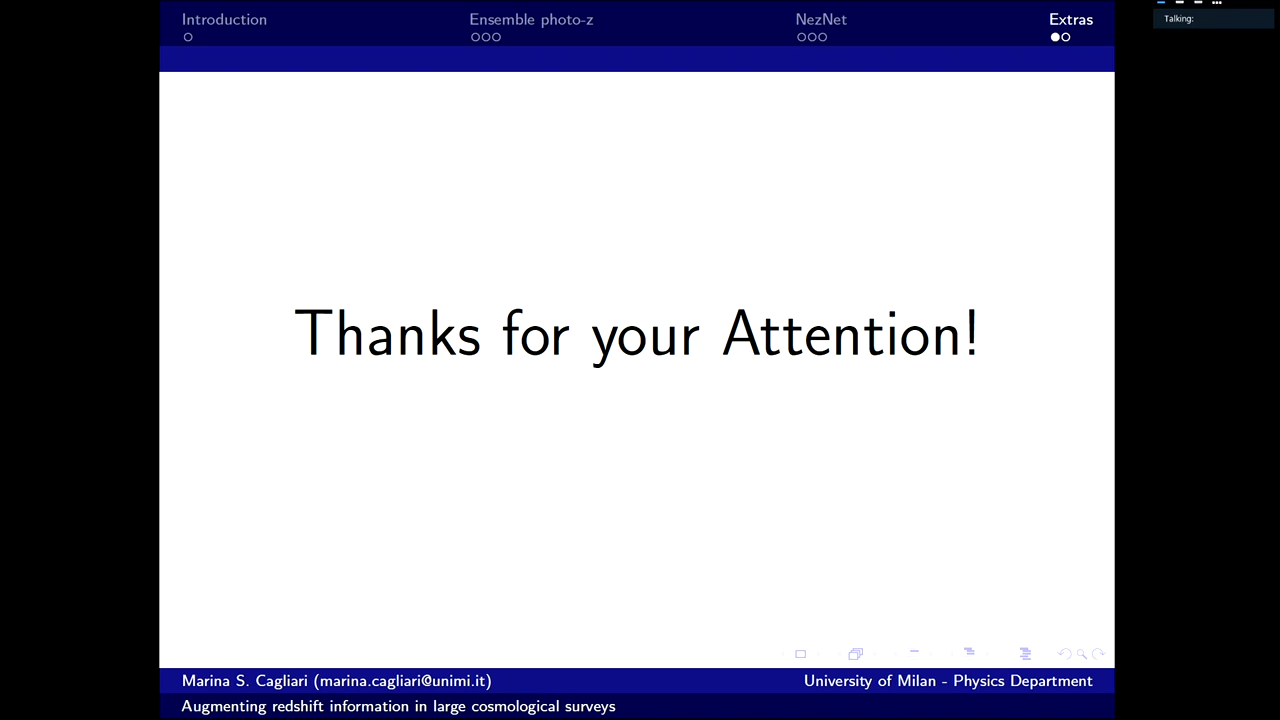 Introduction
Ensemble photo-z
NezNet
Extras
Talking:
Thanks for your Attention!
Marina S. Cagliari (marina.cagliari@unimi.it)
University of Milan - Physics Department
Augmenting redshift information in large cosmological surveys